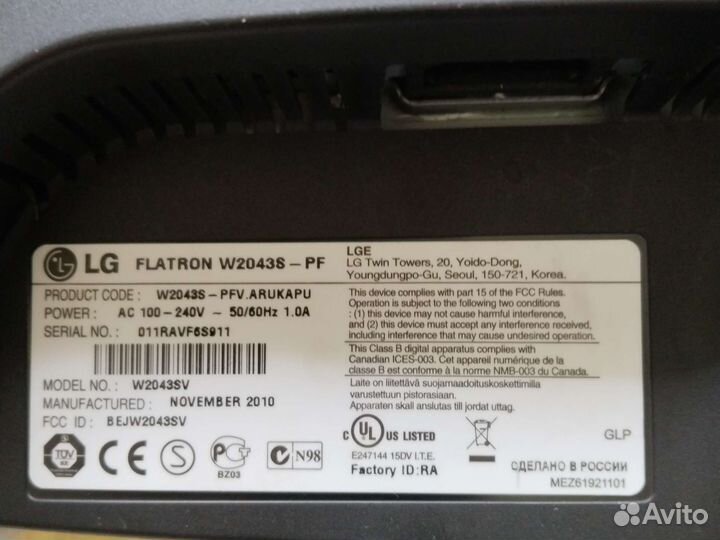 LG FLATRON W2043S – PF
LGE
LG Twin Towers, 20, Yoido-Dong,
Youngdungpo-Gu, Seoul, 150-721, Korea.
PRODUCT CODE : W2043S – PFV.ARUKAPU
POWER : AC 100 – 240V ~ 50/60Hz 1.0A
SERIAL NO. : 011RAVF6S911
This device complies with part 15 of the FCC Rules.
Operation is subject to the following two conditions
: (1) this device may not cause harmful interference,
and (2) this device must accept any interference received,
including interference that may cause undesired operation.
This Class B digital apparatus complies with
Canadian ICES-003. Cet appareil numérique de la
classe B est conforme à la norme NMB-003 du Canada.
MODEL NO. : W2043SV
MANUFACTURED : NOVEMBER 2010
FCC ID : BEJW2043SV
Laite on liitettävä suojamaadoituskoskettimilla
varustettuun pistorasiaan.
Apparaten skall anslutas till jordat uttag.
TÜV
CE
S
РСТ
BZ03
N98
C UL US LISTED
E247144 15DV I.T.E.
Factory ID:RA
GLP
СДЕЛАНО В РОССИИ
MEZ61921101
Avito